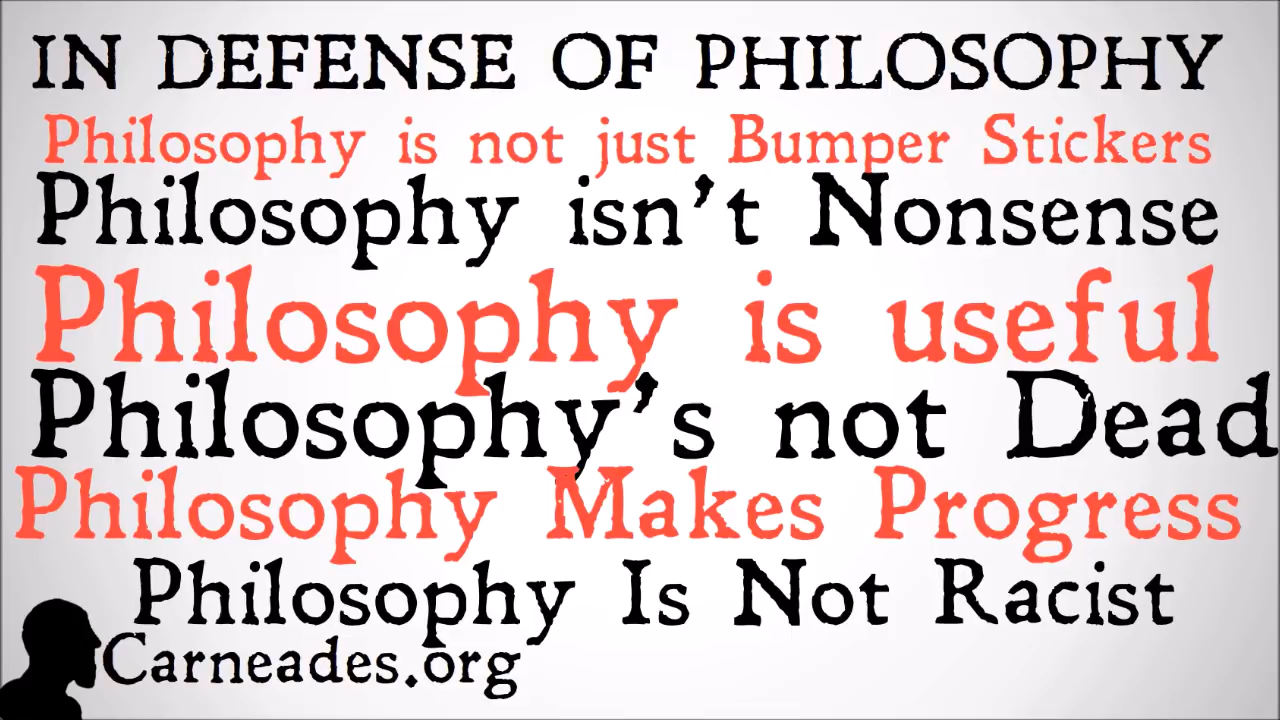 IN DEFENSE OF PHILOSOPHY
Philosophy is not just Bumper Stickers
Philosophy isn't Nonsense
Philosophy is useful
Philosophy's not Dead
Philosophy Makes Progress
Philosophy Is Not Racist
Carneades.org